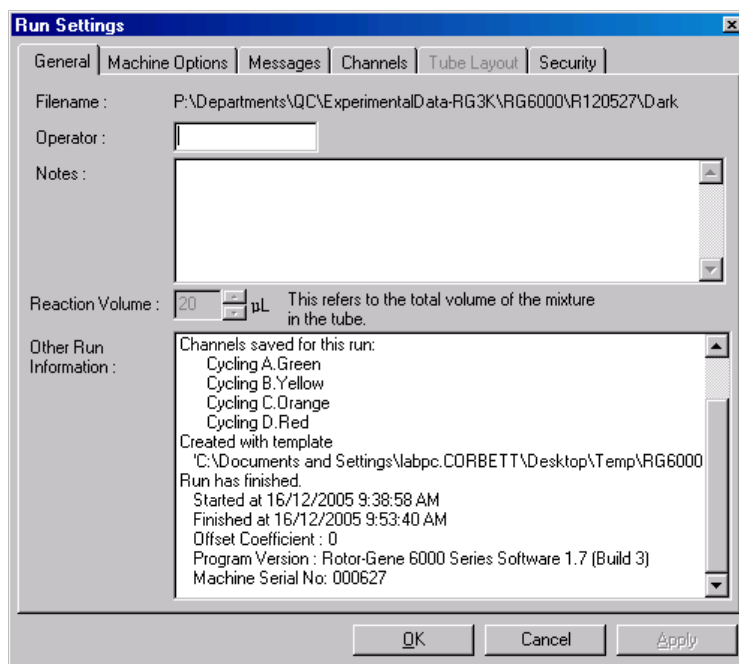 Run Settings
General Machine Options Messages Channels Tube Layout Security
Filename : P:\Departments\QC\ExperimentalData-RG3K\RG6000\R120527\Dark
Operator :
Notes :
Reaction Volume : 20 µL This refers to the total volume of the mixture
in the tube.
Other Run
Information :
Channels saved for this run:
Cycling A.Green
Cycling B.Yellow
Cycling C.Orange
Cycling D.Red
Created with template
'C:\Documents and Settings\labpc.CORBETT\Desktop\Temp\RG6000
Run has finished.
Started at 16/12/2005 9:38:58 AM
Finished at 16/12/2005 9:53:40 AM
Offset Coefficient : 0
Program Version : Rotor-Gene 6000 Series Software 1.7 (Build 3)
Machine Serial No: 000627
OK Cancel Apply